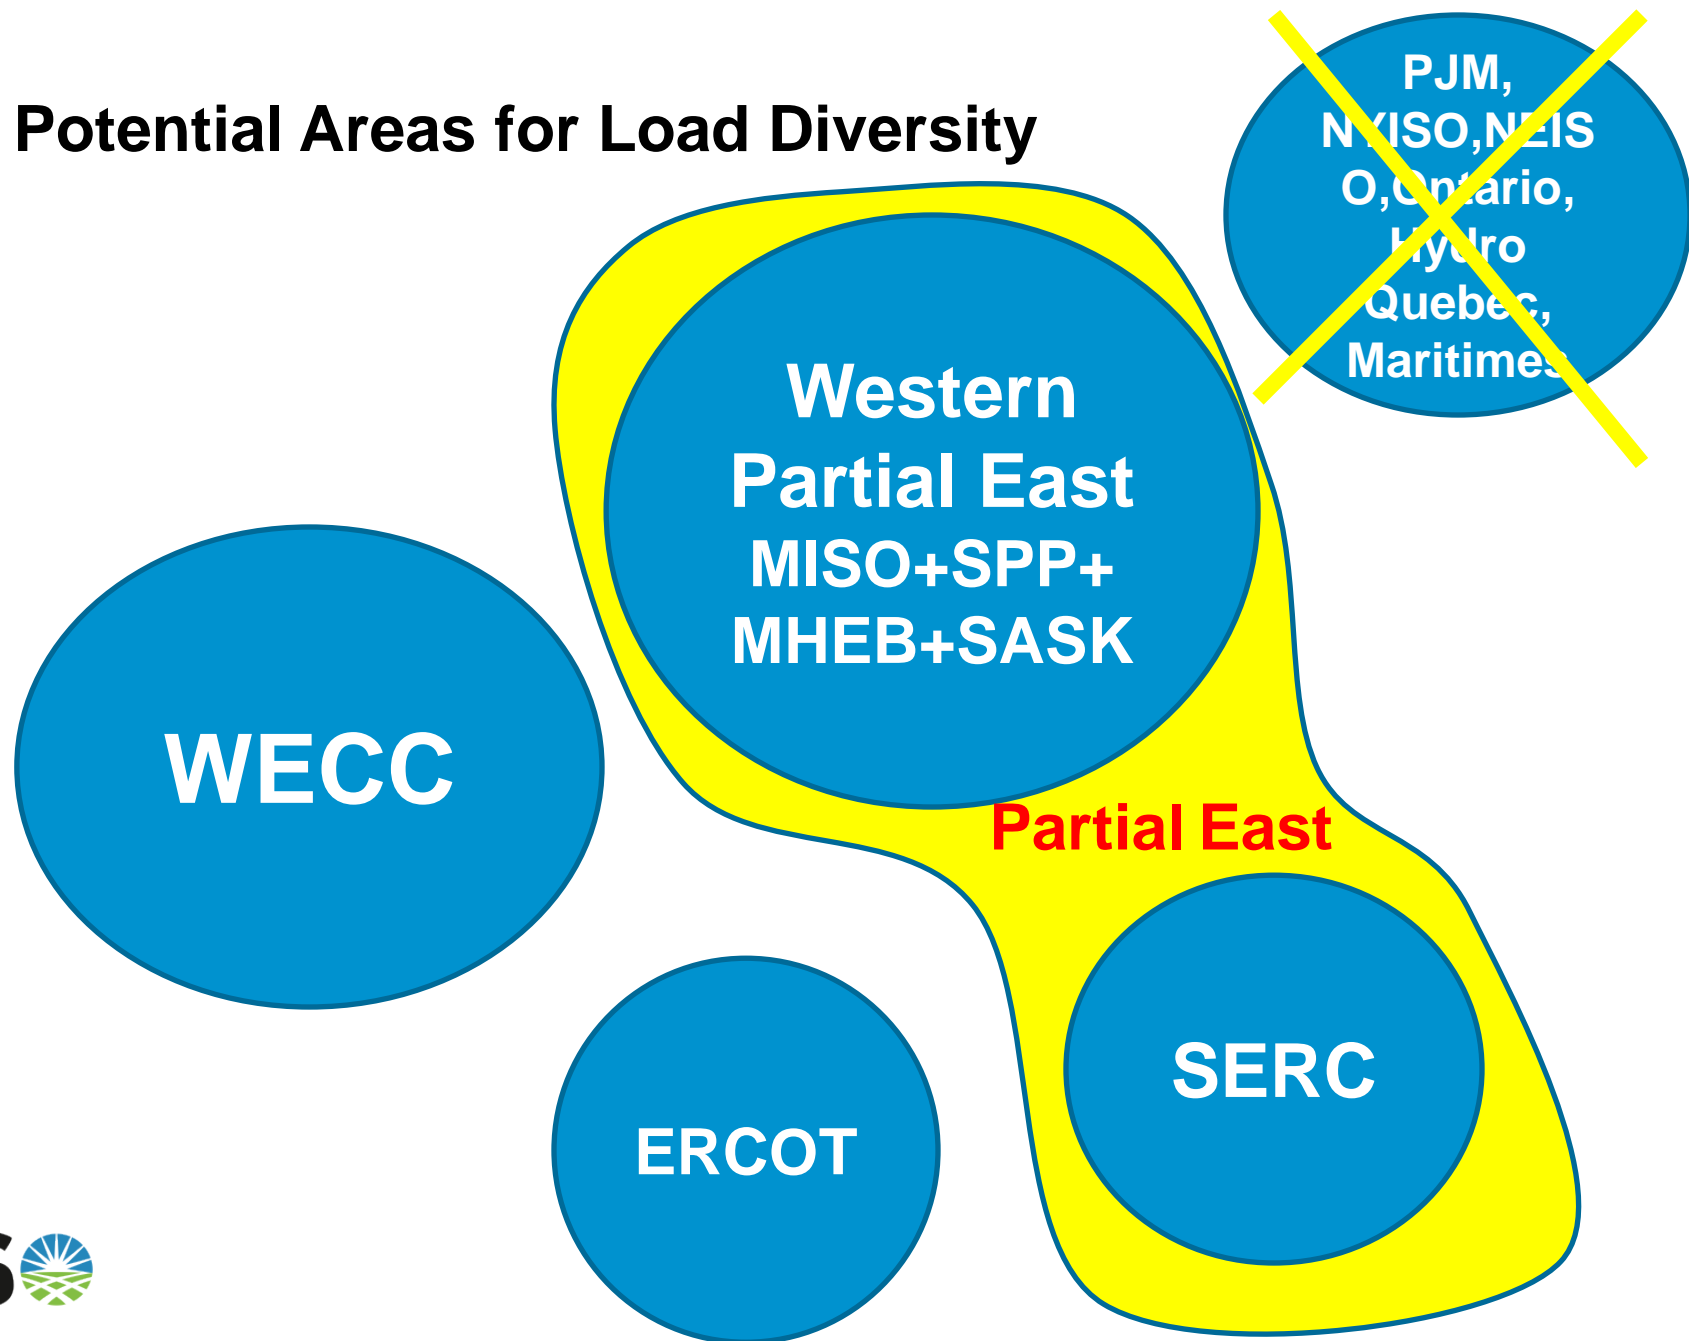 Potential Areas for Load Diversity
PJM,
NYISO,NEIS
O,Ontario,
Hydro
Quebec,
Maritimes
Western
Partial East
MISO+SPP+
MHEB+SASK
WECC
Partial East
SERC
ERCOT